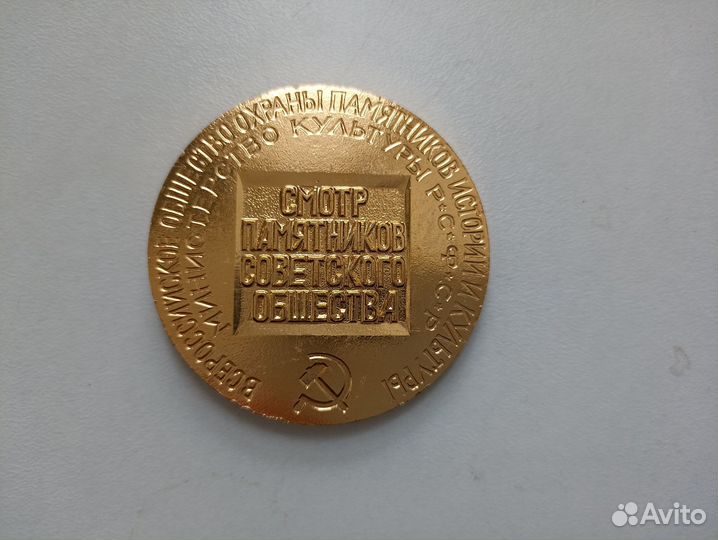 ВСЕРОССИЙСКОЕ ОБЩЕСТВО ОХРАНЫ ПАМЯТНИКОВ ИСТОРИИ И КУЛЬТУРЫ
МИНИСТЕРСТВО КУЛЬТУРЫ Р·С·Ф·С·Р
СМОТР
ПАМЯТНИКОВ
СОВЕТСКОГО
ОБЩЕСТВА
Avito